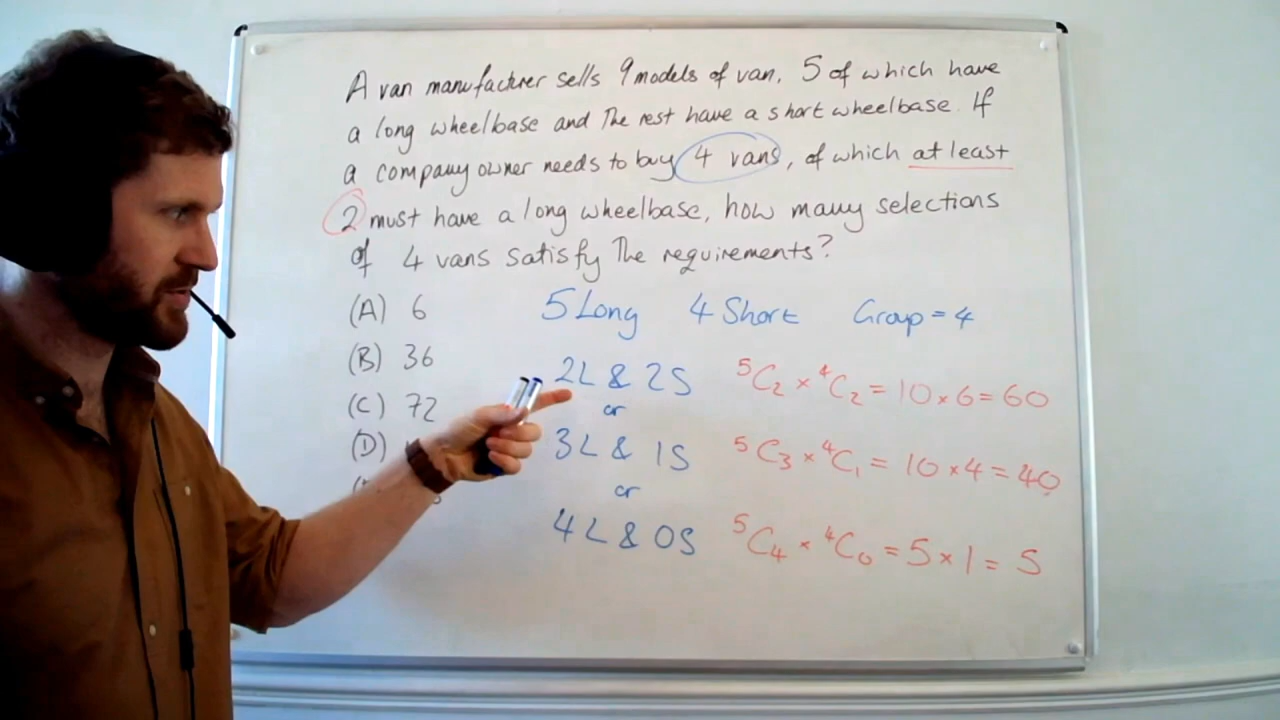 A van manufacturer sells 9 models of van, 5 of which have
a long wheelbase and the rest have a short wheelbase. If
a company owner needs to buy 4 vans, of which at least
2 must have a long wheelbase, how many selections
of 4 vans satisfy the requirements?
(A) 6 5 Long 4 Short Group = 4
(B) 36 2L & 2S ⁵C₂ × ⁴C₂ = 10 × 6 = 60
(C) 72 or
(D) 3L & 1S ⁵C₃ × ⁴C₁ = 10 × 4 = 40
or
4L & 0S ⁵C₄ × ⁴C₀ = 5 × 1 = 5